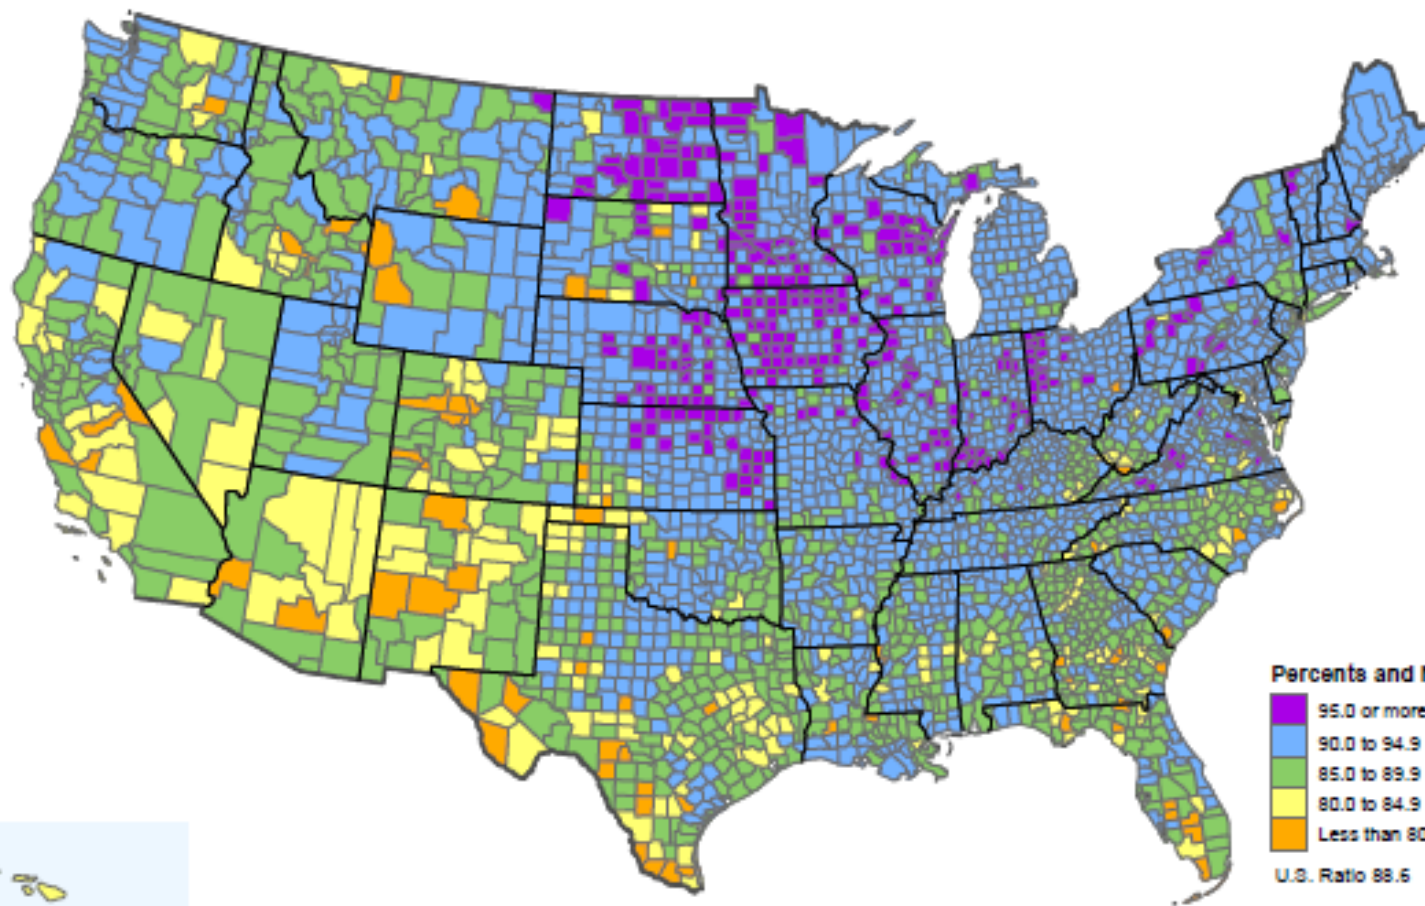 Percents and
95.0 or more
90.0 to 94.9
85.0 to 89.9
80.0 to 84.9
Less than 80
U.S. Ratio 88.5